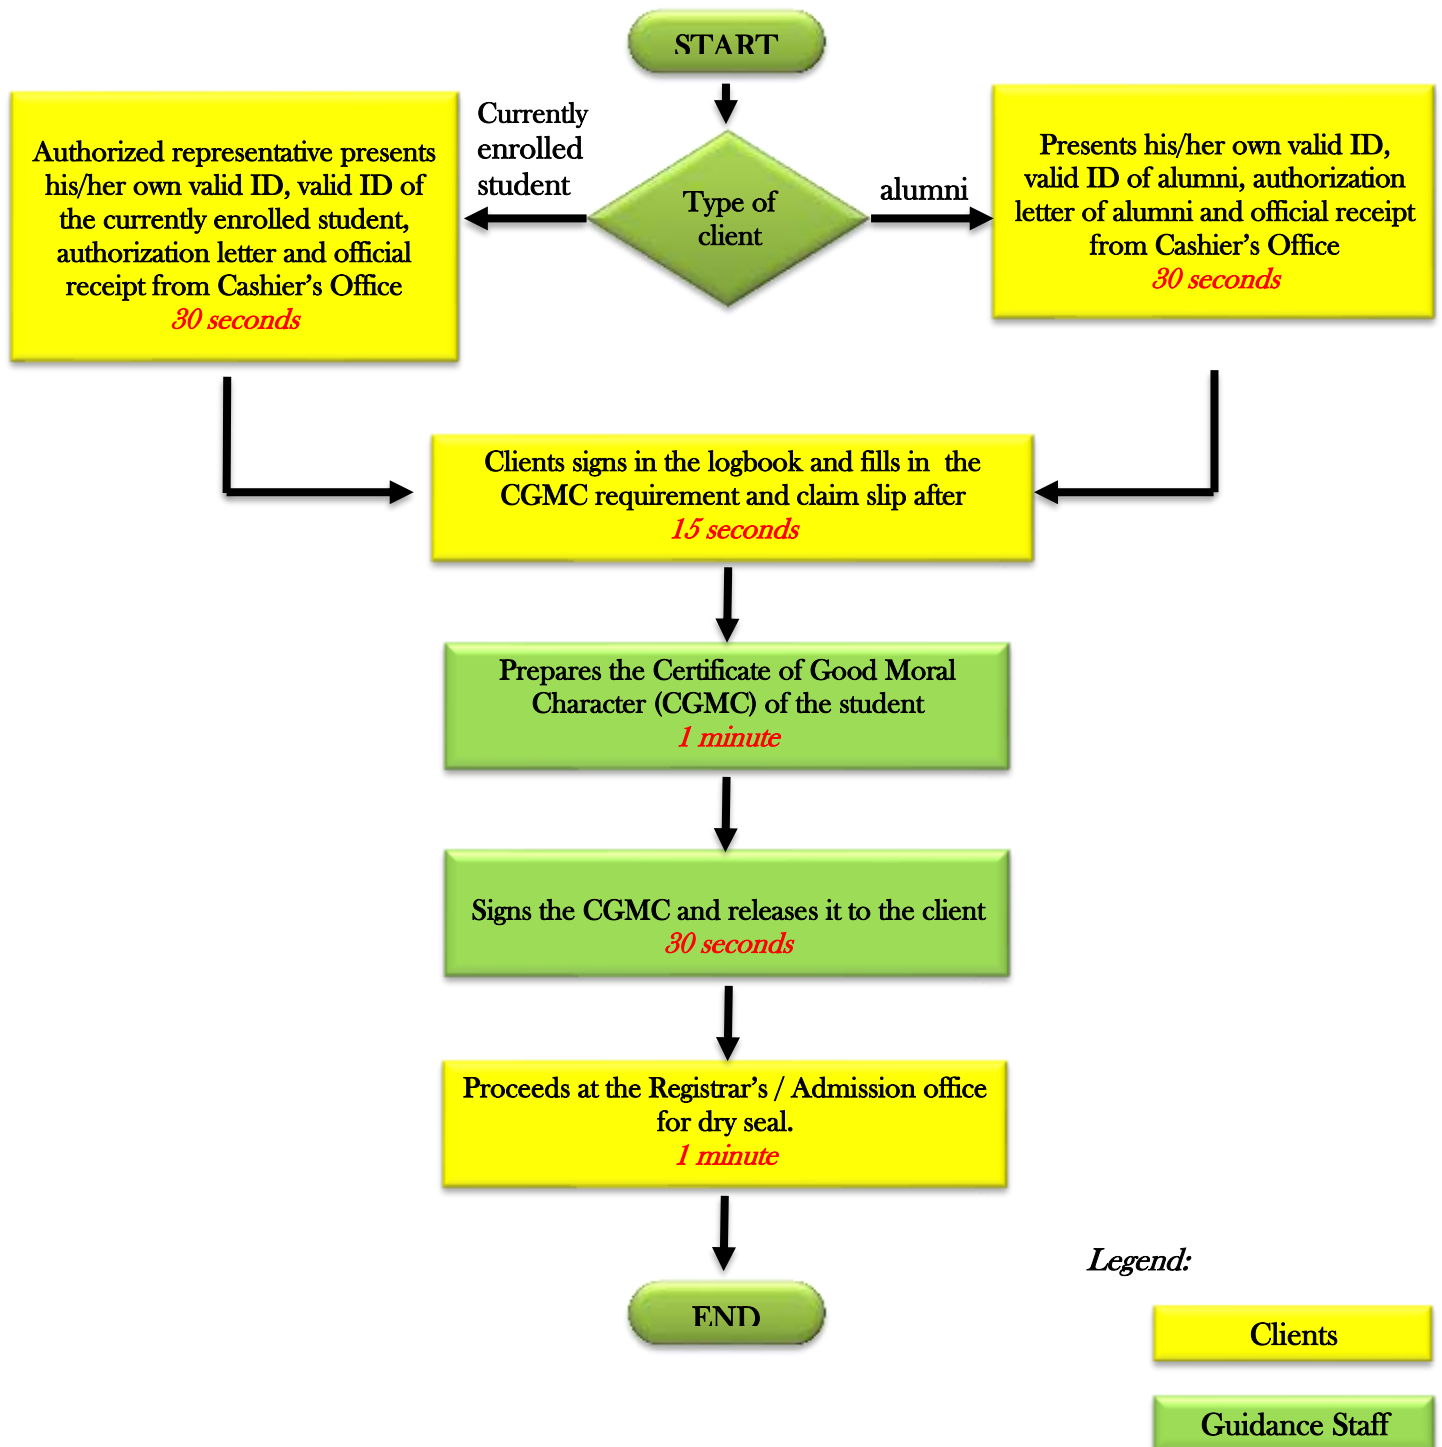 START
Currently
enrolled
student
Authorized representative presents
his/her own valid ID, valid ID of
the currently enrolled student,
authorization letter and official
receipt from Cashier’s Office
30 seconds
Type of
client
alumni
Presents his/her own valid ID,
valid ID of alumni, authorization
letter of alumni and official receipt
from Cashier’s Office
30 seconds
Clients signs in the logbook and fills in the
CGMC requirement and claim slip after
15 seconds
Prepares the Certificate of Good Moral
Character (CGMC) of the student
1 minute
Signs the CGMC and releases it to the client
30 seconds
Proceeds at the Registrar’s / Admission office
for dry seal.
1 minute
END
Legend:
Clients
Guidance Staff